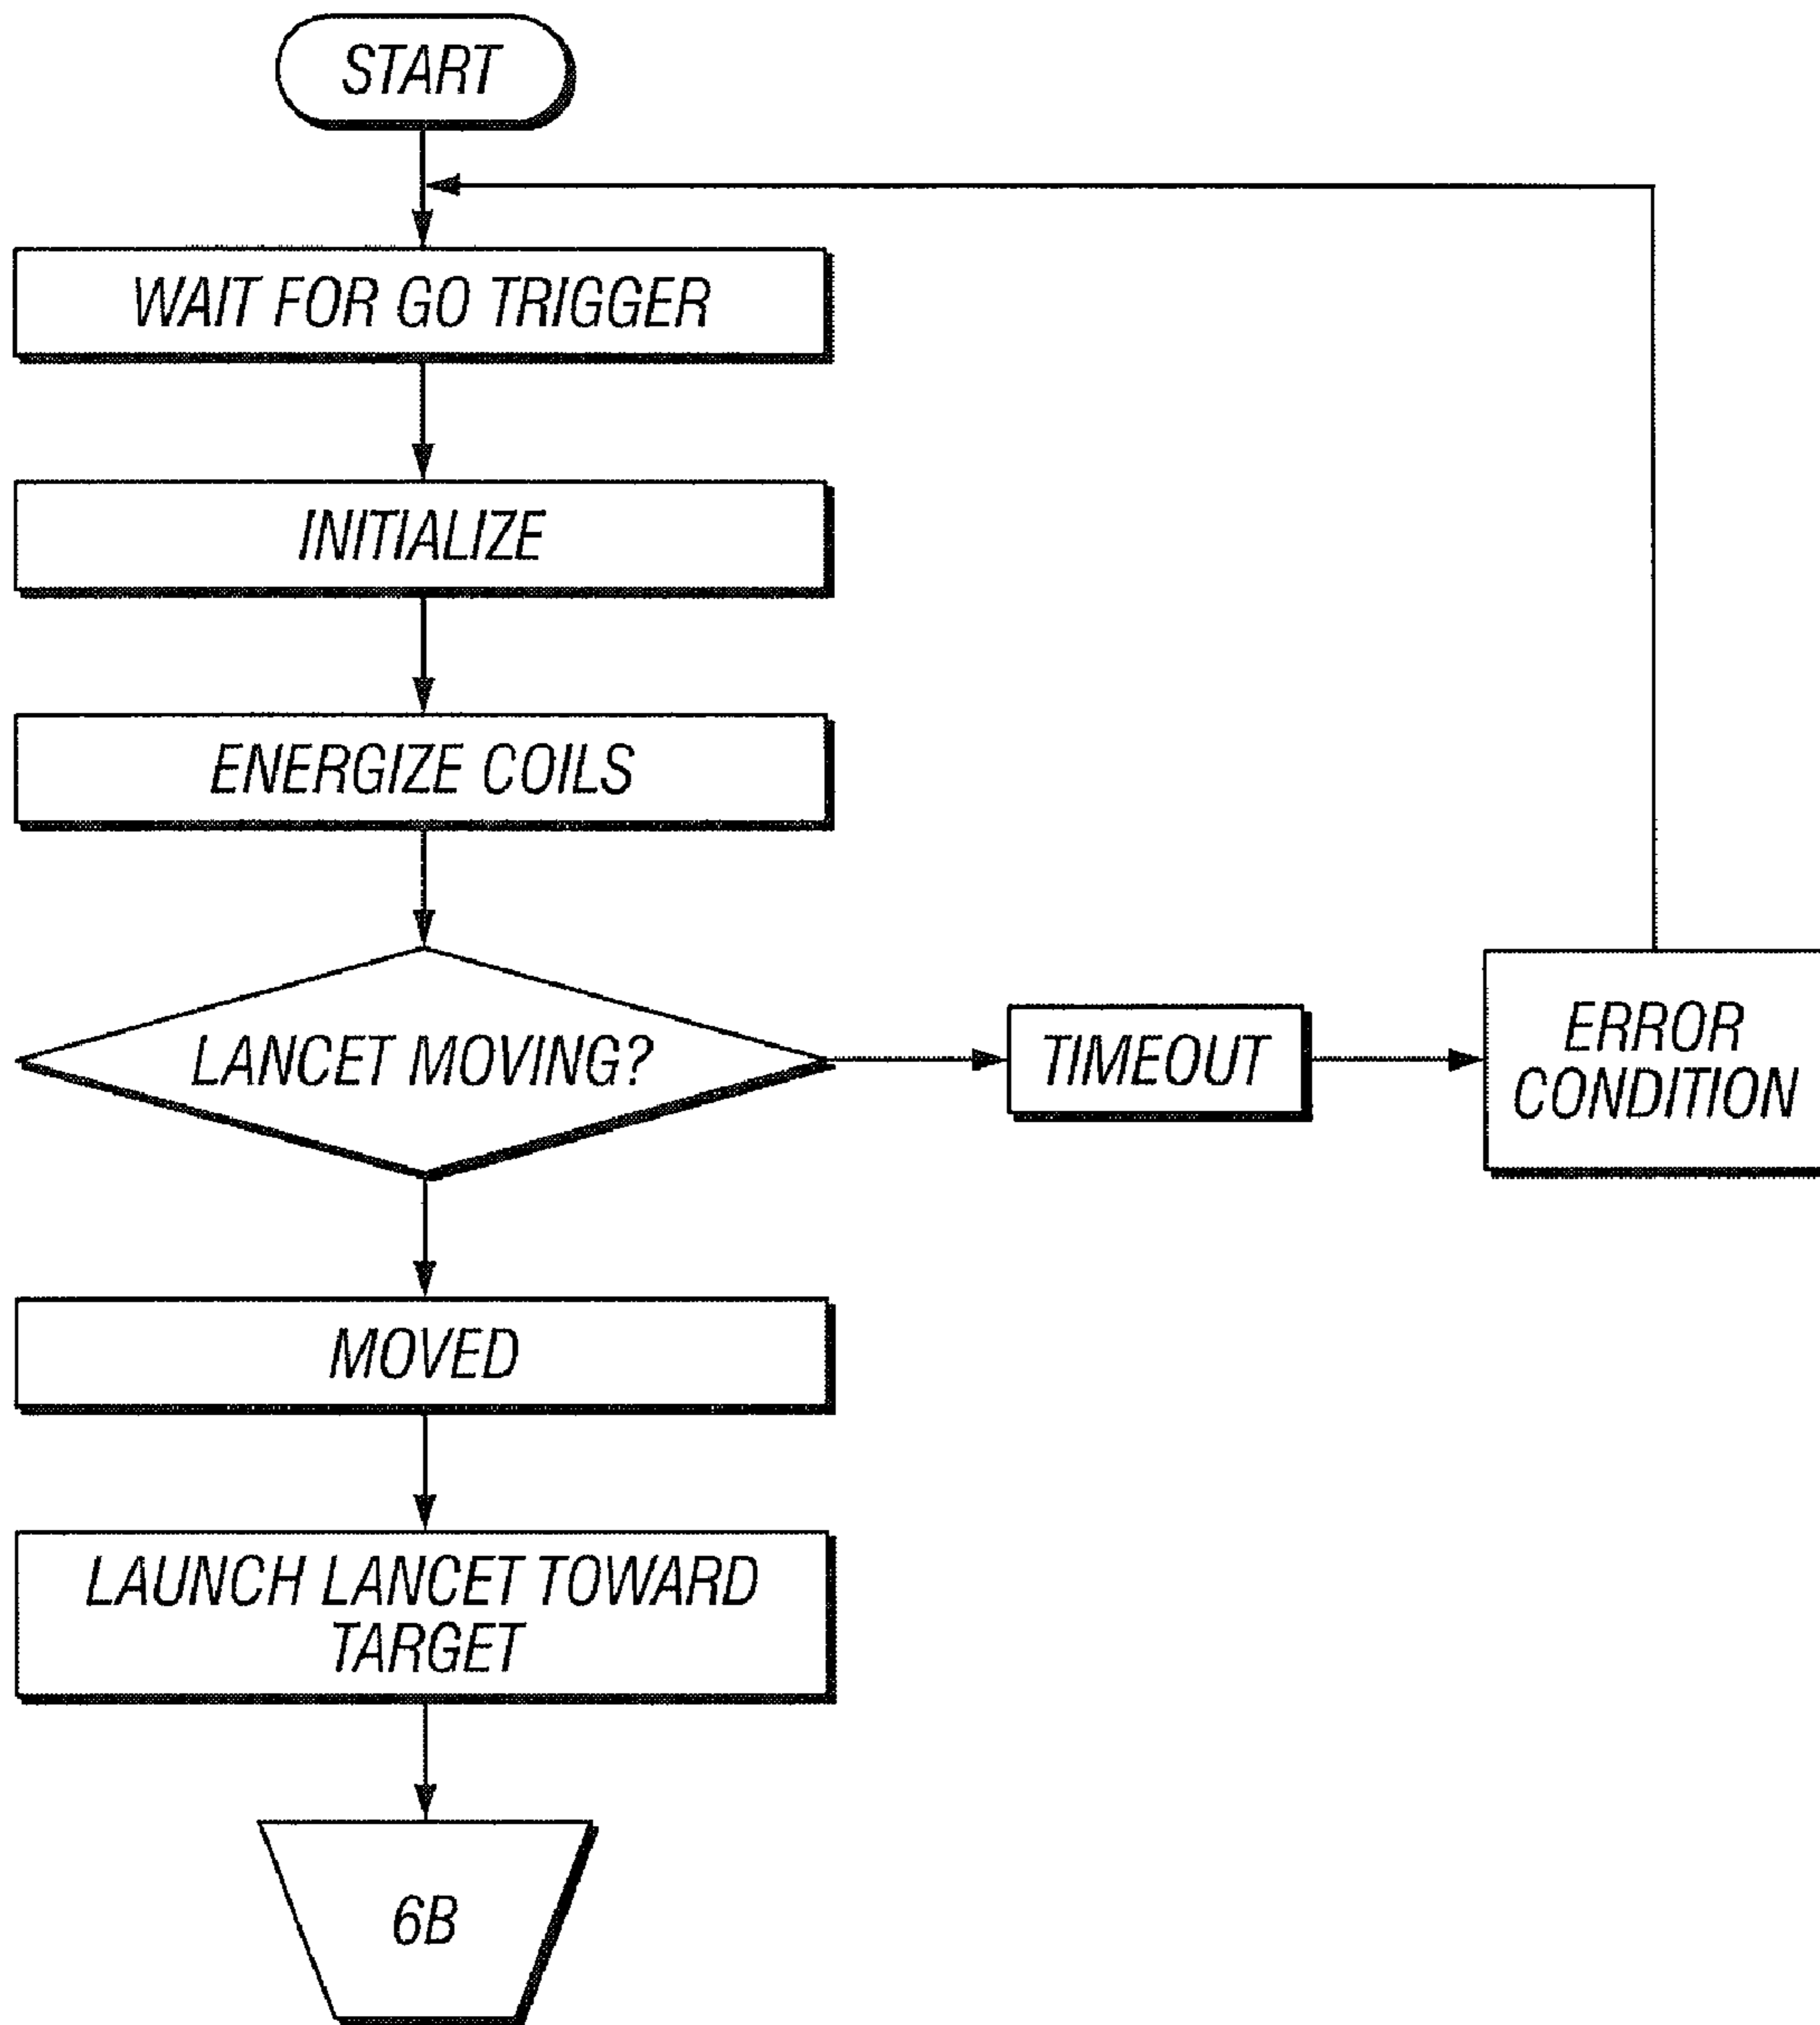 START
WAIT FOR GO TRIGGER
INITIALIZE
ENERGIZE COILS
LANCET MOVING?
TIMEOUT
ERROR
CONDITION
MOVED
LAUNCH LANCET TOWARD
TARGET
6B